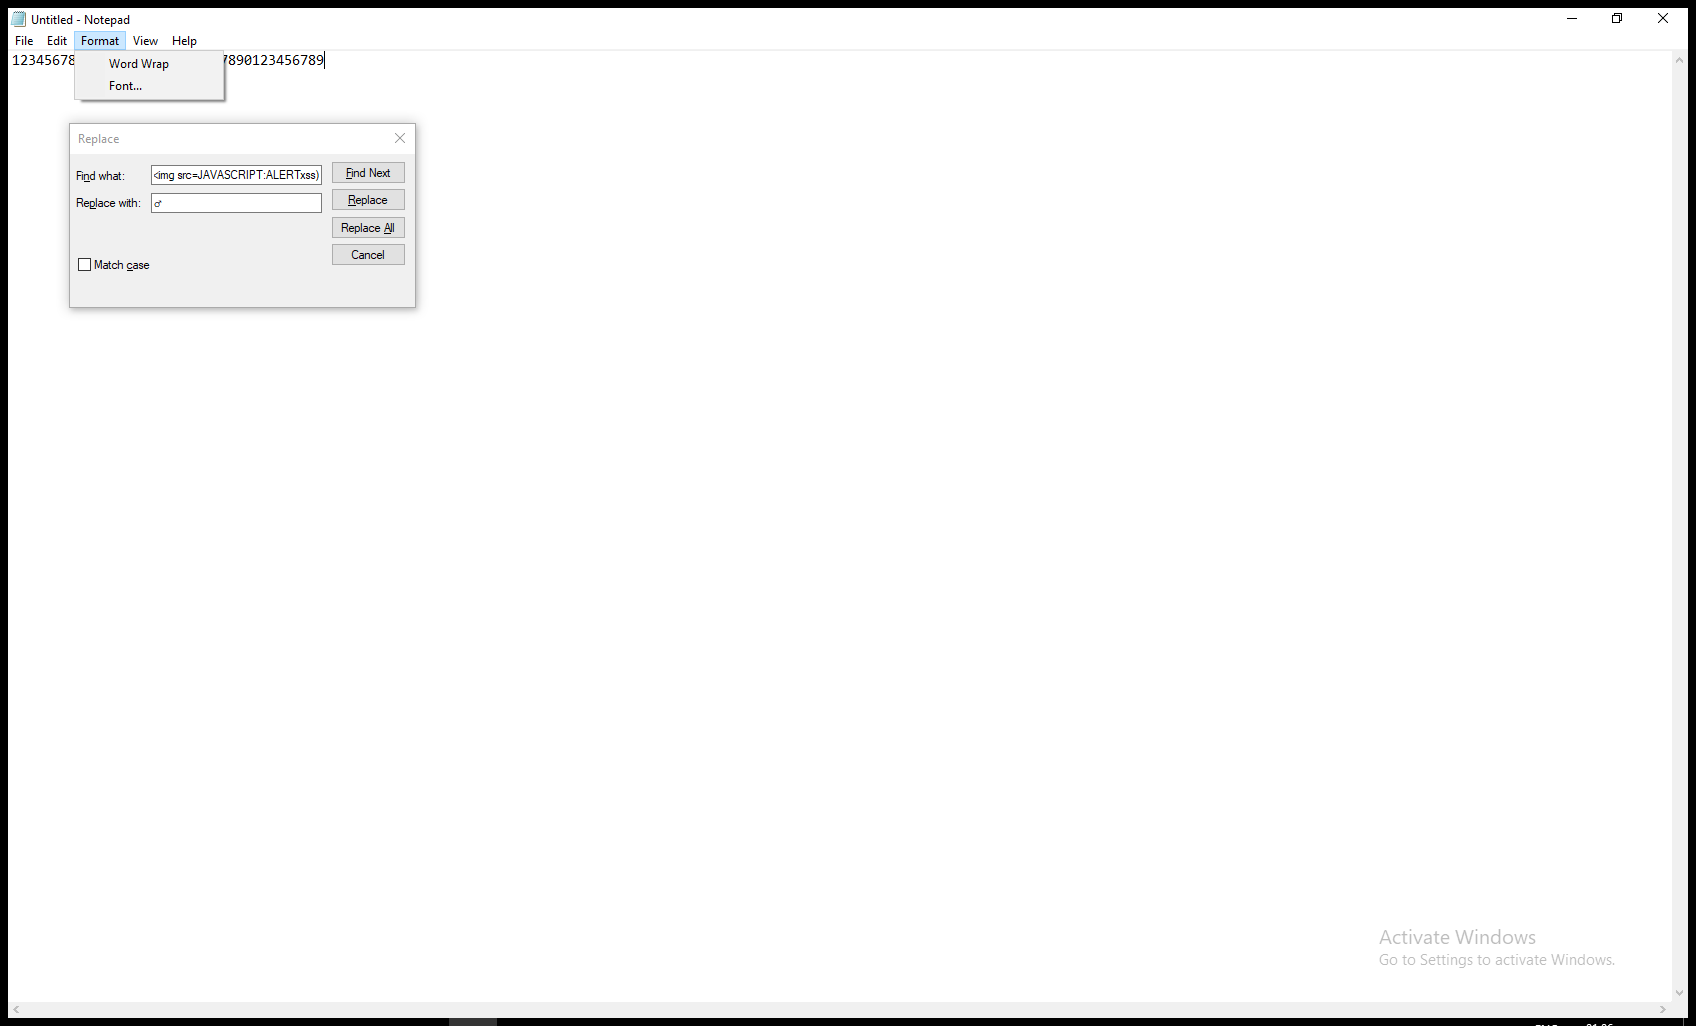 Untitled - Notepad
File Edit Format View Help
12345678 7890123456789
Word Wrap
Font...
Replace
Find what: <img src=JAVASCRIPT:ALERTxss) Find Next
Replace with: ♂ Replace
Replace All
Cancel
Match case
Activate Windows
Go to Settings to activate Windows.